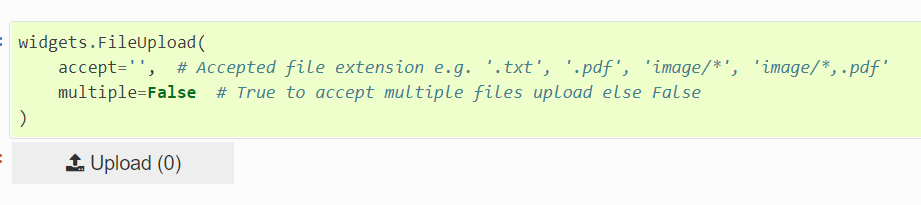 widgets.FileUpload(
    accept='',  # Accepted file extension e.g. '.txt', '.pdf', 'image/*', 'image/*,.pdf'
    multiple=False  # True to accept multiple files upload else False
)
Upload (0)